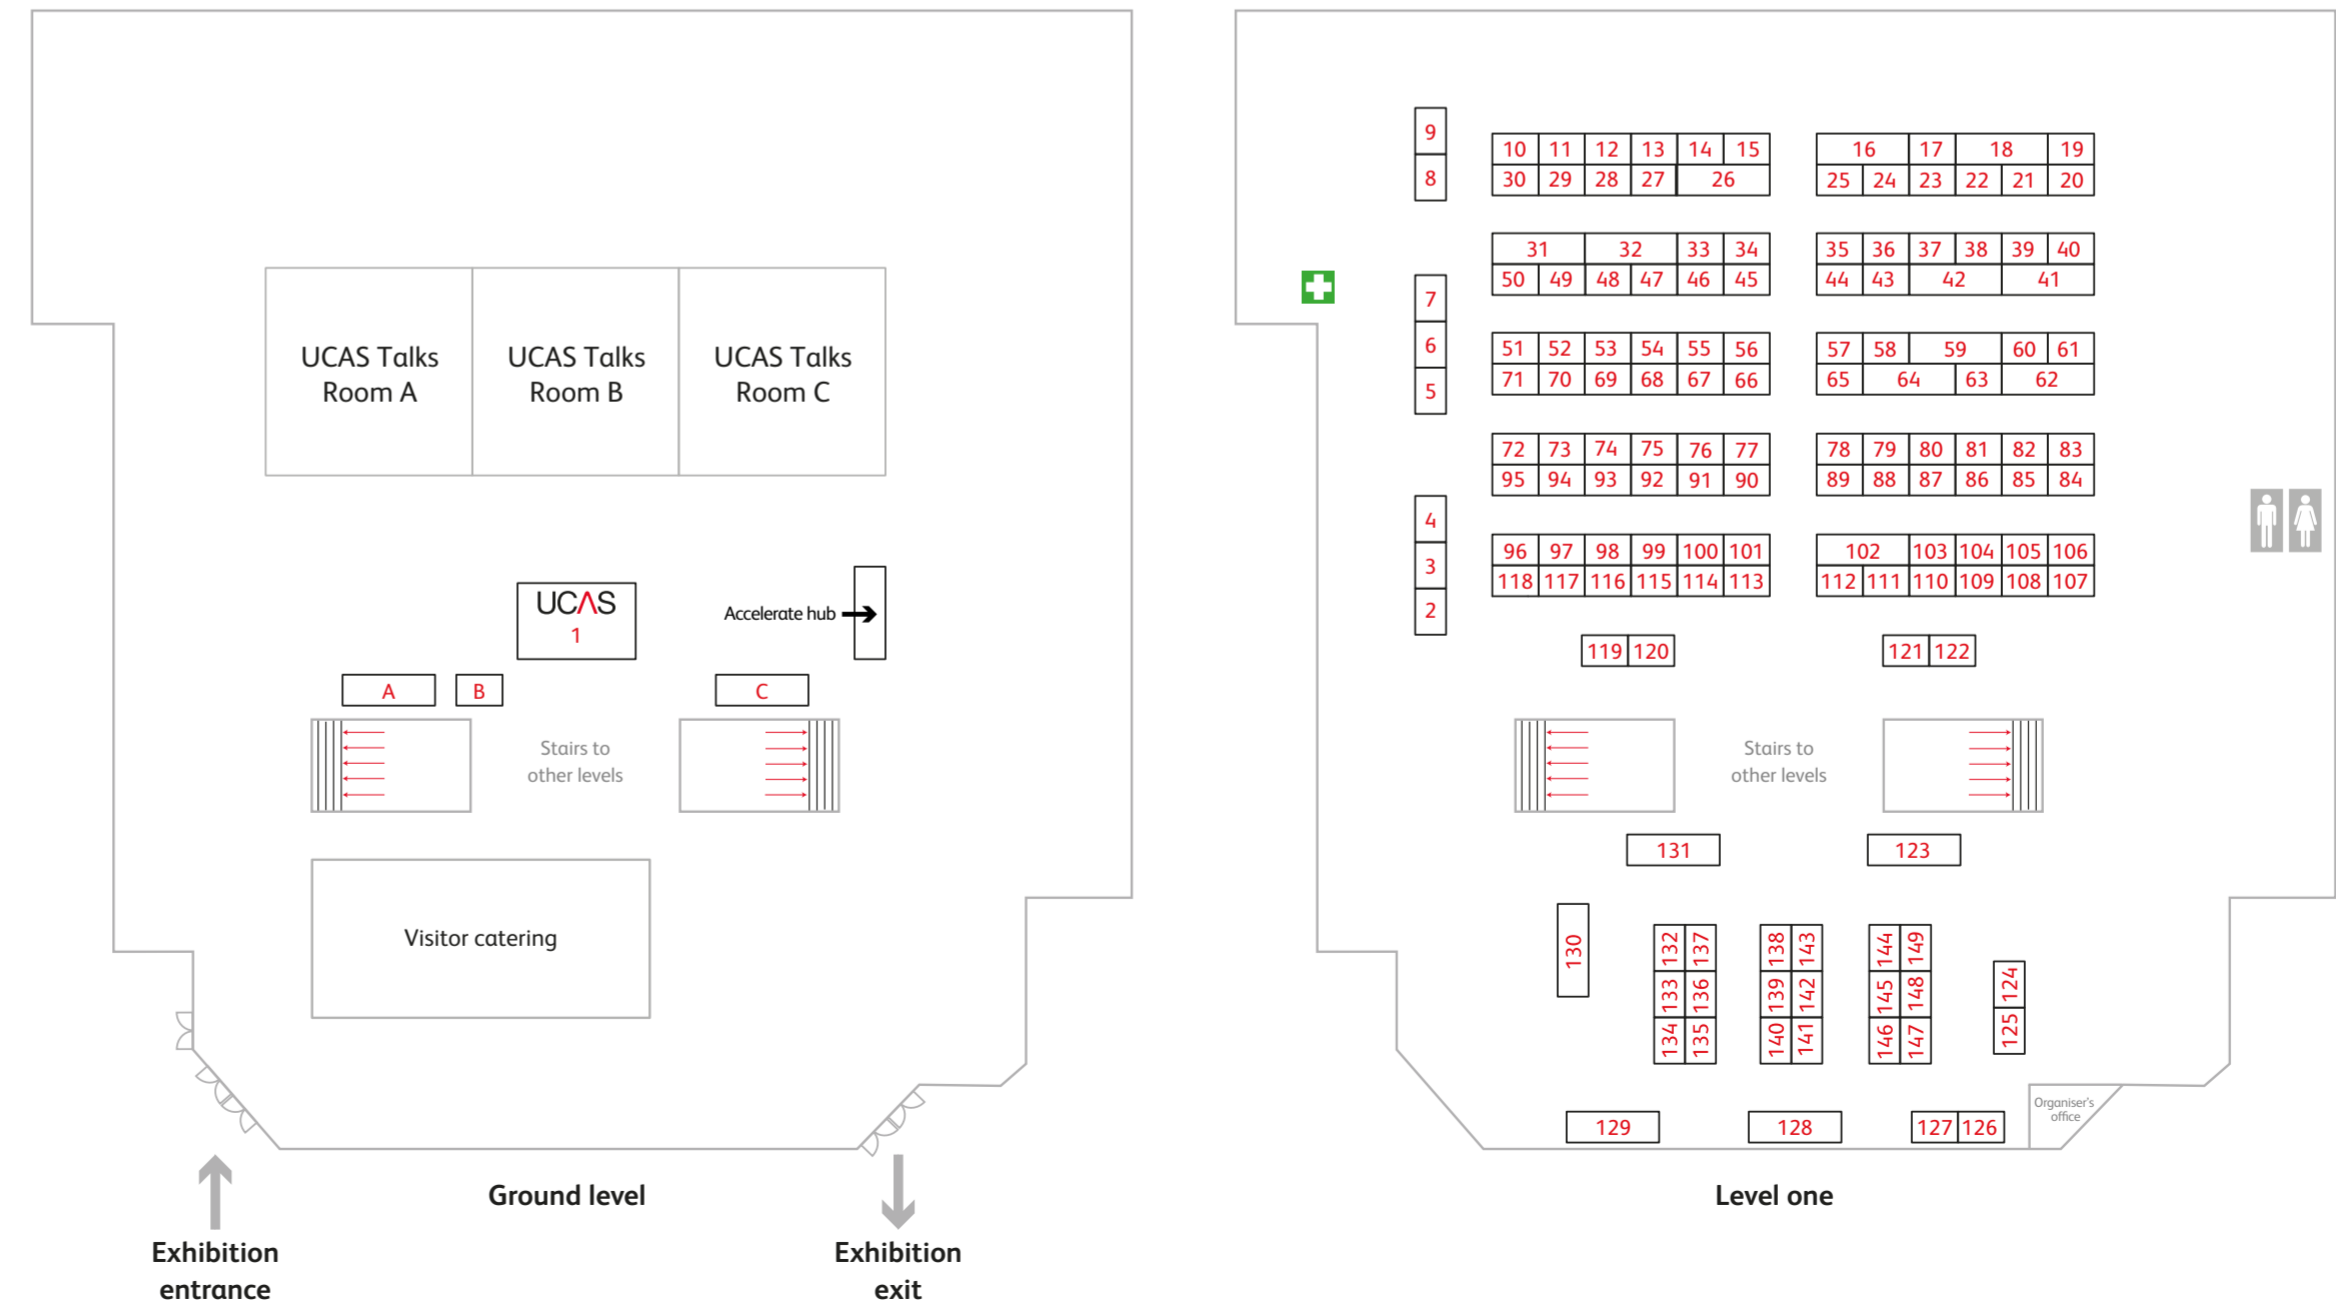 UCAS Talks
Room A
UCAS Talks
Room B
UCAS Talks
Room C
UCAS
1
Accelerate hub
A
B
C
Stairs to
other levels
Visitor catering
Ground level
Exhibition
entrance
Exhibition
exit
9
8
10 11 12 13 14 15
30 29 28 27 26
16 17 18 19
25 24 23 22 21 20
31 32 33 34
50 49 48 47 46 45
35 36 37 38 39 40
44 43 42 41
7
6
5
51 52 53 54 55 56
71 70 69 68 67 66
57 58 59 60 61
65 64 63 62
72 73 74 75 76 77
95 94 93 92 91 90
78 79 80 81 82 83
89 88 87 86 85 84
4
3
2
96 97 98 99 100 101
118 117 116 115 114 113
102 103 104 105 106
112 111 110 109 108 107
119 120
121 122
Stairs to
other levels
131
123
130
132 137
133 136
134 135
138 143
139 142
140 141
144 149
145 148
146 147
124
125
129
128
127 126
Organiser's
office
Level one